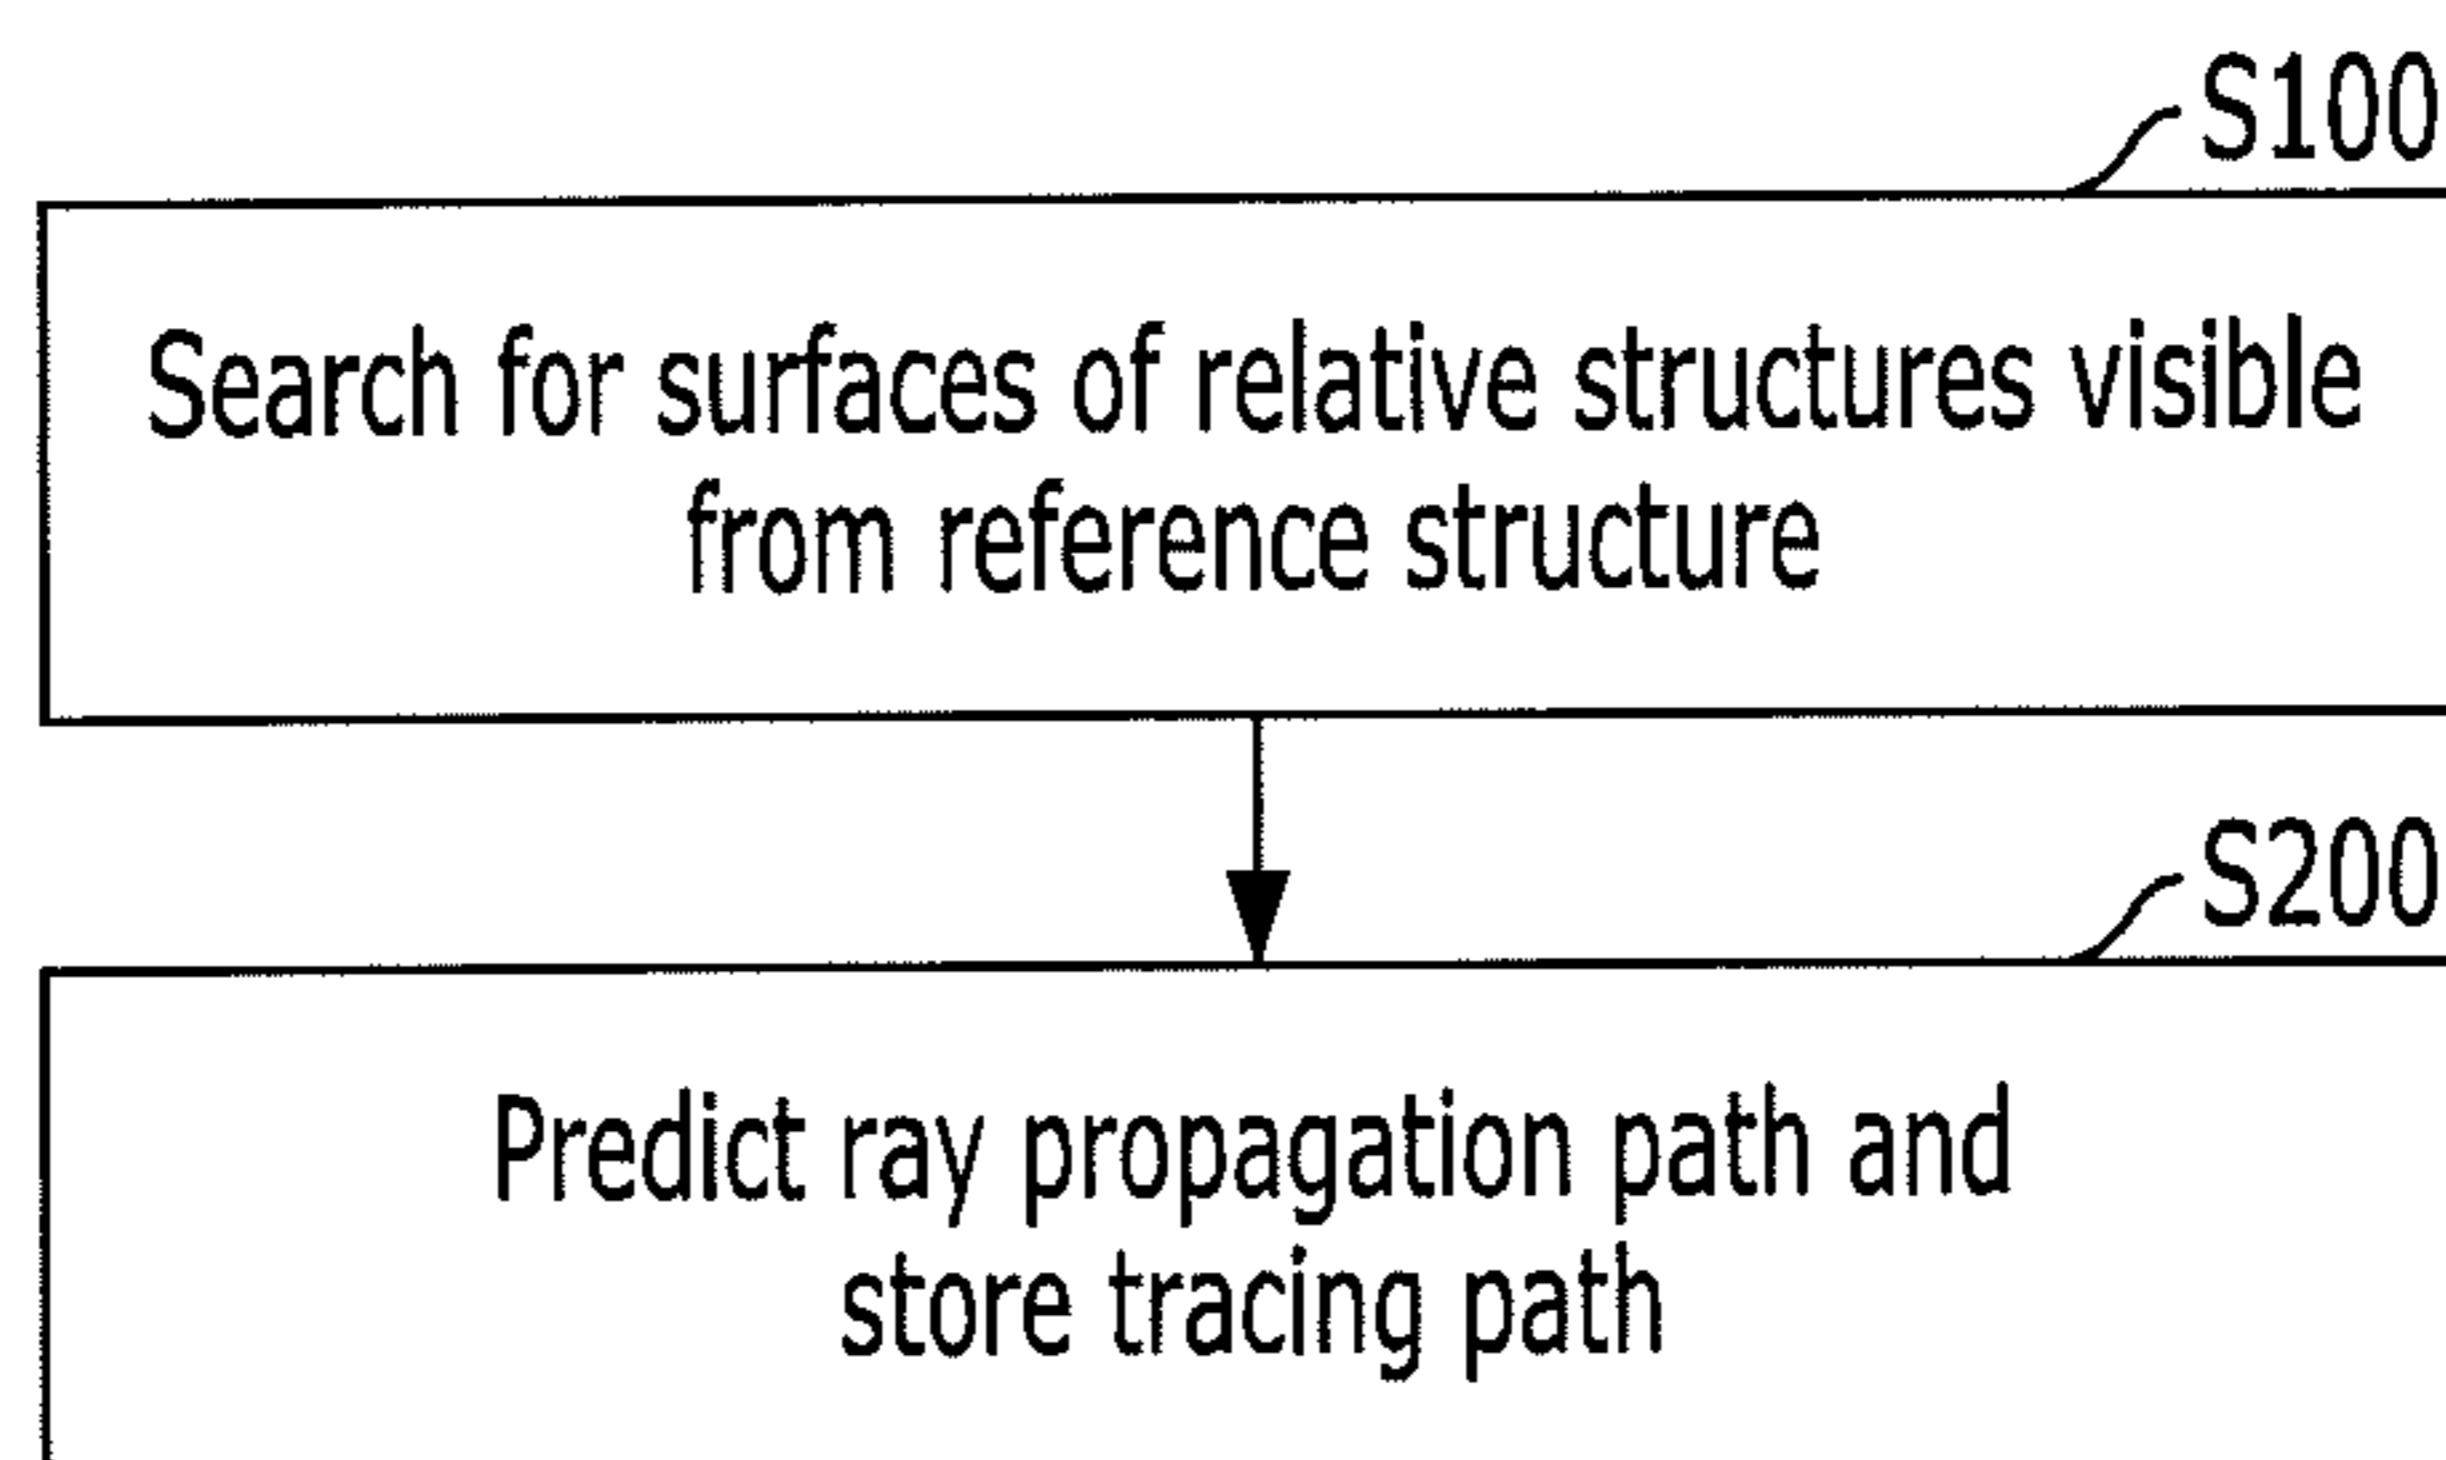 S100
Search for surfaces of relative structures visible
from reference structure
S200
Predict ray propagation path and
store tracing path